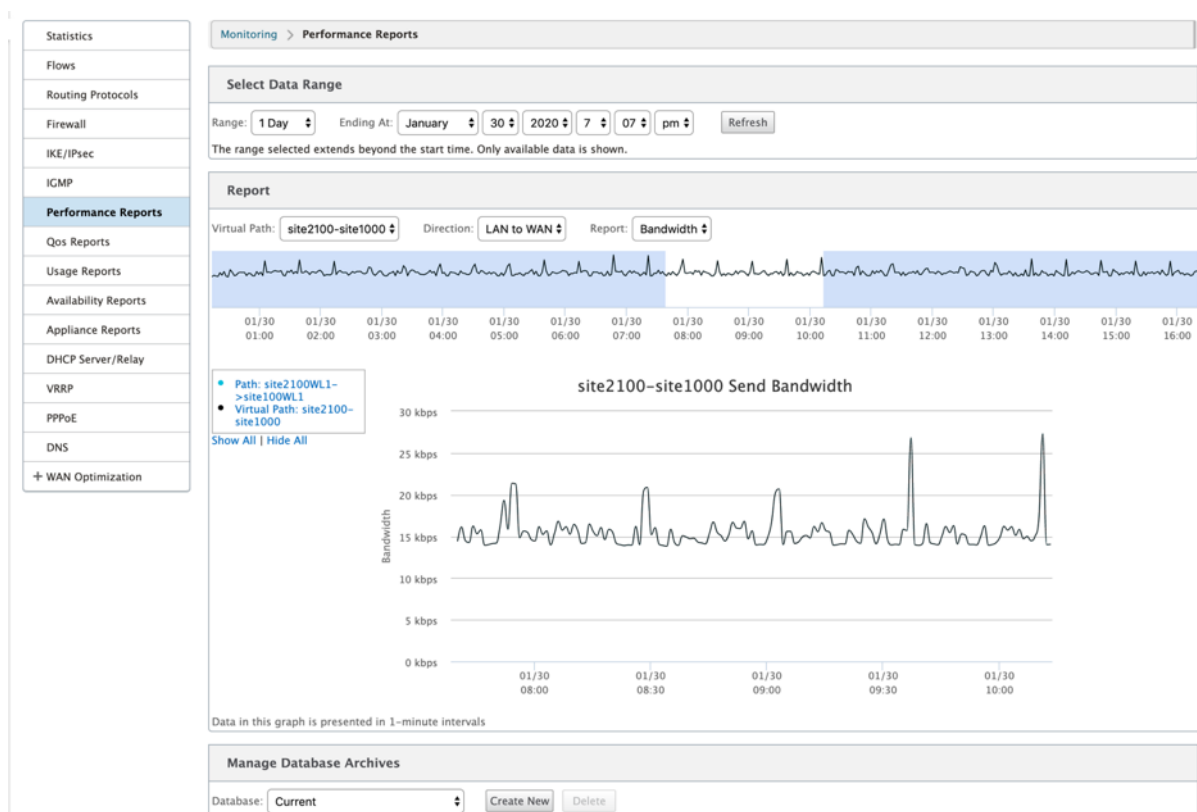 Statistics
Flows
Routing Protocols
Firewall
IKE/IPsec
IGMP
Performance Reports
Qos Reports
Usage Reports
Availability Reports
Appliance Reports
DHCP Server/Relay
VRRP
PPPoE
DNS
+ WAN Optimization
Monitoring > Performance Reports
Select Data Range
Range: 1 Day Ending At: January 30 2020 7 07 pm Refresh
The range selected extends beyond the start time. Only available data is shown.
Report
Virtual Path: site2100-site1000 Direction: LAN to WAN Report: Bandwidth
01/30 01/30 01/30 01/30 01/30 01/30 01/30 01/30 01/30 01/30 01/30 01/30 01/30 01/30 01/30 01/30
01:00 02:00 03:00 04:00 05:00 06:00 07:00 08:00 09:00 10:00 11:00 12:00 13:00 14:00 15:00 16:00
Path: site2100WL1-
>site100WL1
Virtual Path: site2100-
site1000
Show All | Hide All
site2100-site1000 Send Bandwidth
30 kbps
25 kbps
20 kbps
15 kbps
10 kbps
5 kbps
0 kbps
Bandwidth
01/30 01/30 01/30 01/30 01/30
08:00 08:30 09:00 09:30 10:00
Data in this graph is presented in 1-minute intervals
Manage Database Archives
Database: Current Create New Delete